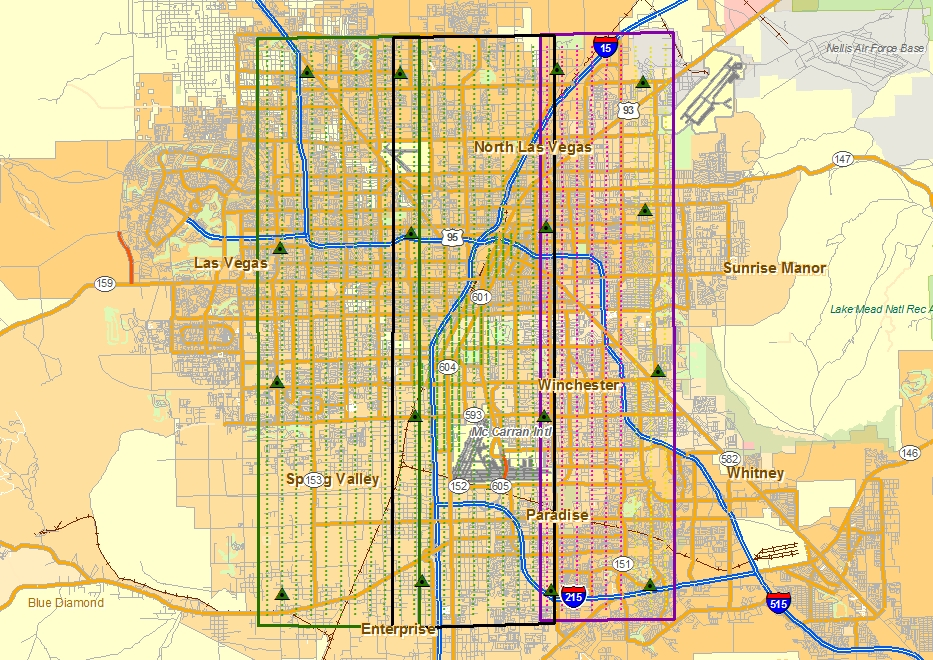 15
Nellis Air Force Base
93
North Las Vegas
147
95
Las Vegas
Sunrise Manor
159
601
Lake Mead Natl Rec A
604
Winchester
593
Mc Carran Intl
146
582
Whitney
Sp g Valley
153
152
605
Paradise
151
215
515
Blue Diamond
Enterprise